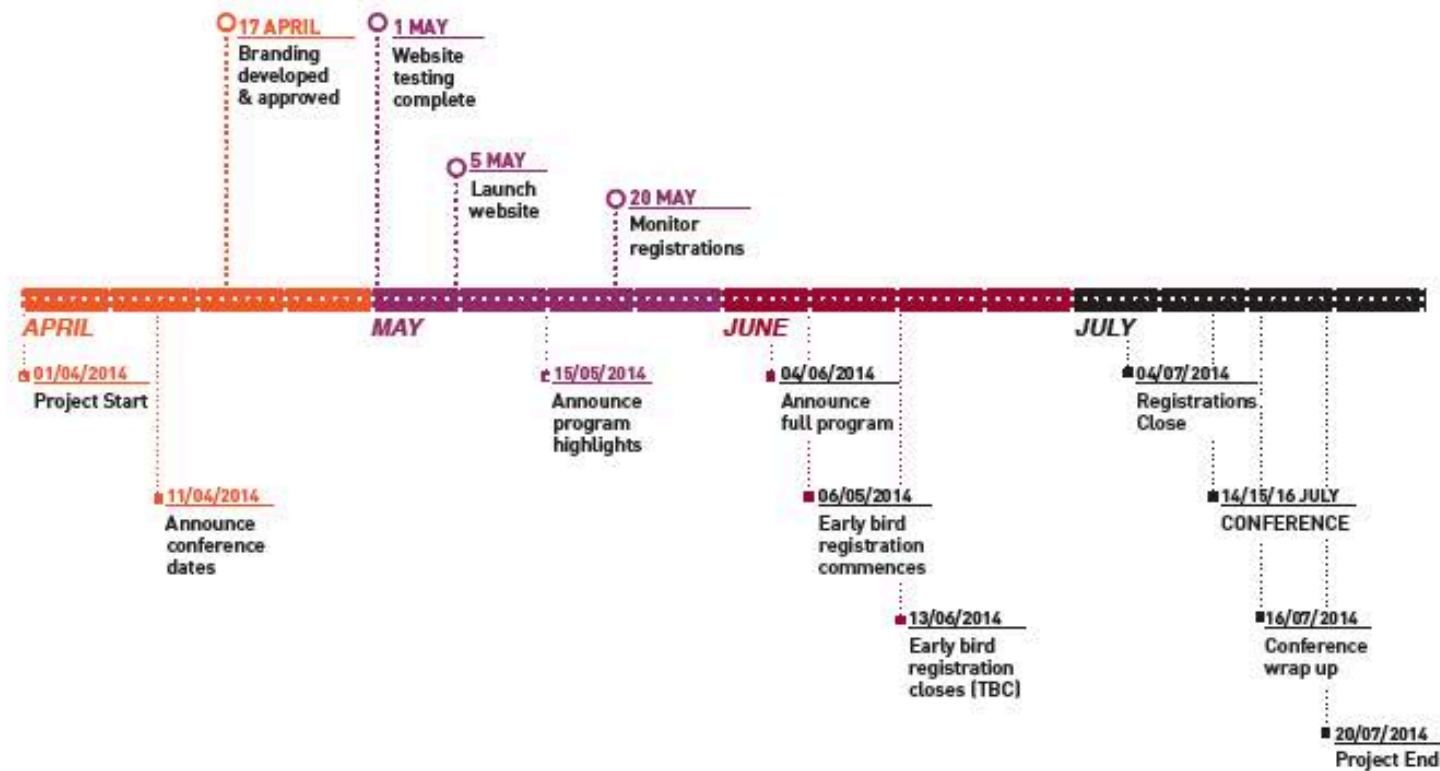 17 APRIL
Branding
developed
& approved
1 MAY
Website
testing
complete
5 MAY
Launch
website
20 MAY
Monitor
registrations
APRIL
MAY
JUNE
JULY
01/04/2014
Project Start
11/04/2014
Announce
conference
dates
15/05/2014
Announce
program
highlights
04/06/2014
Announce
full program
06/05/2014
Early bird
registration
commences
13/06/2014
Early bird
registration
closes (TBC)
04/07/2014
Registrations
Close
14/15/16 JULY
CONFERENCE
16/07/2014
Conference
wrap up
20/07/2014
Project End